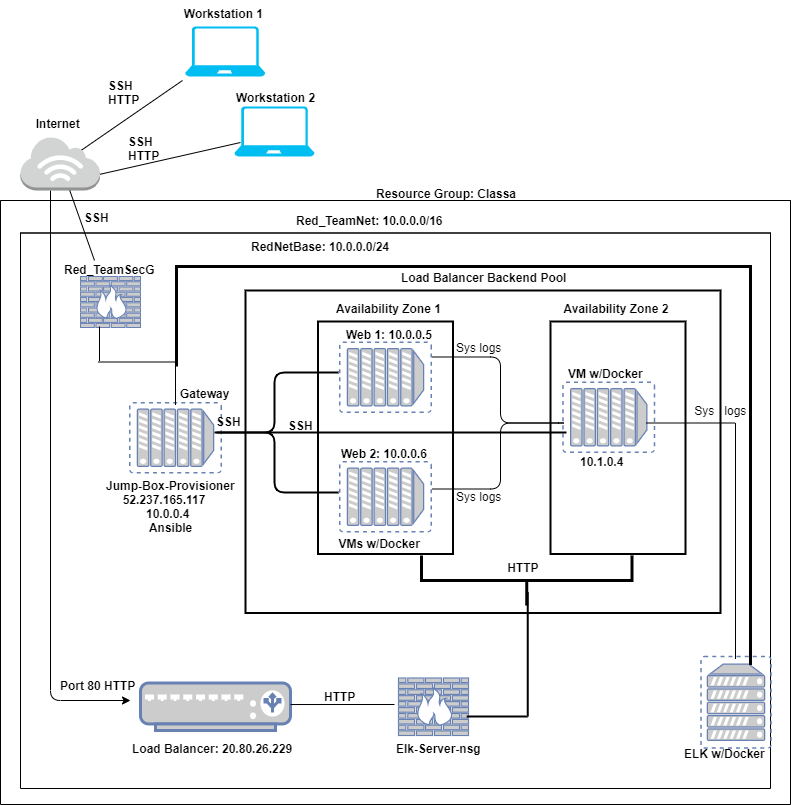 Workstation 1
SSH
HTTP
Workstation 2
Internet
SSH
HTTP
Resource Group: Classa
SSH
Red_TeamNet: 10.0.0.0/16
RedNetBase: 10.0.0.0/24
Red_TeamSecG
Load Balancer Backend Pool
Availability Zone 1
Availability Zone 2
Web 1: 10.0.0.5
Sys logs
VM w/Docker
Gateway
SSH
SSH
Sys logs
Web 2: 10.0.0.6
10.1.0.4
Jump-Box-Provisioner
52.237.165.117
10.0.0.4
Ansible
Sys logs
VMs w/Docker
HTTP
Port 80 HTTP
HTTP
Load Balancer: 20.80.26.229
Elk-Server-nsg
ELK w/Docker